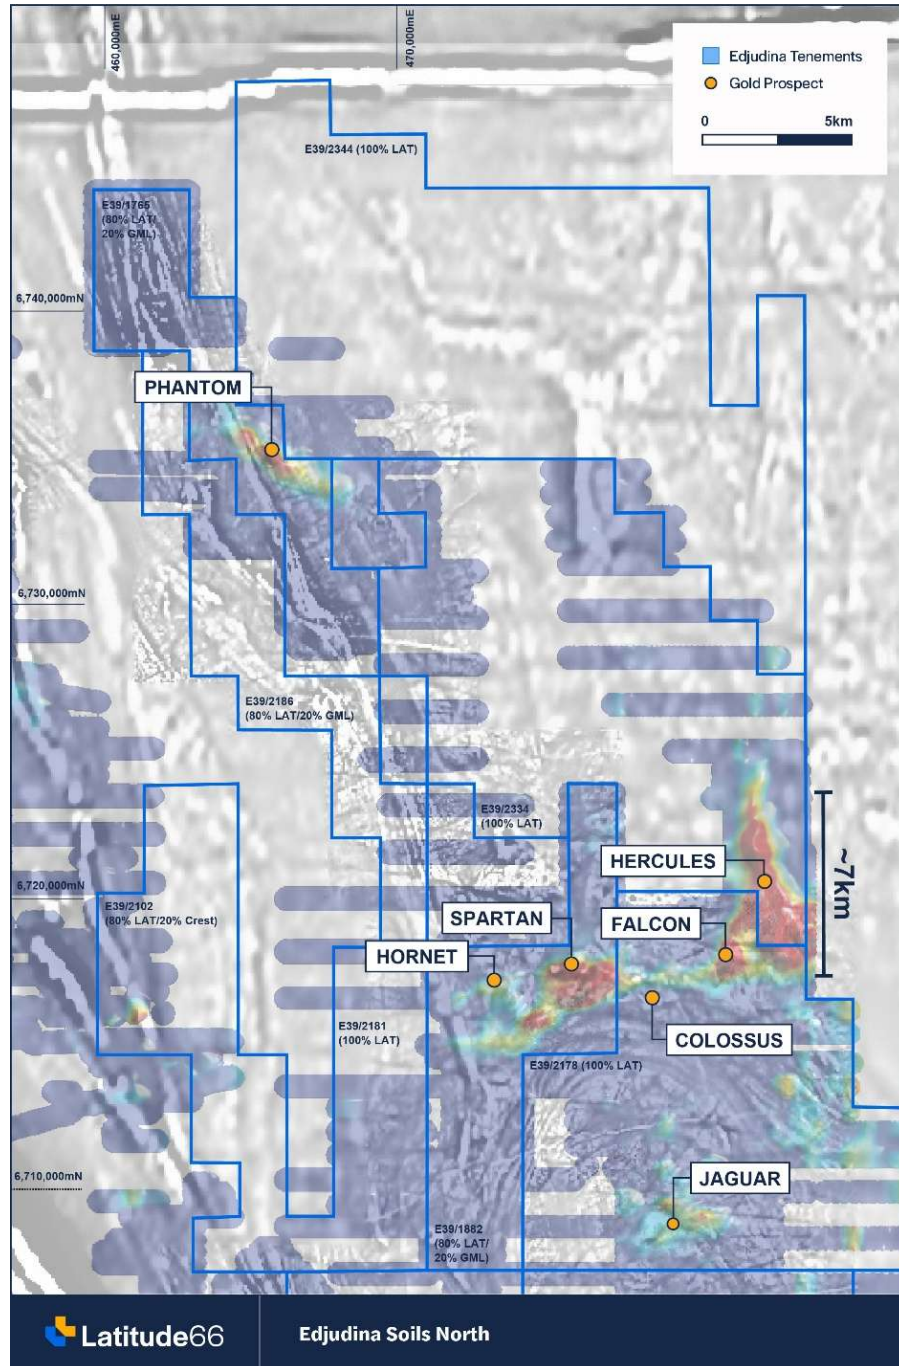 460,000mE
470,000mE
Edjudina Tenements
Gold Prospect
0 5km
E39/2344 (100% LAT)
E39/1765
(80% LAT/
20% GML)
6,740,000mN
PHANTOM
6,730,000mN
E39/2186
(80% LAT/20% GML)
E39/2334
(100% LAT)
~7km
HERCULES
6,720,000mN
E39/2102
(80% LAT/20% Crest)
SPARTAN
FALCON
HORNET
E39/2181
(100% LAT)
COLOSSUS
E39/2178 (100% LAT)
6,710,000mN
JAGUAR
E39/1882
(80% LAT/
20% GML)
Latitude66
Edjudina Soils North